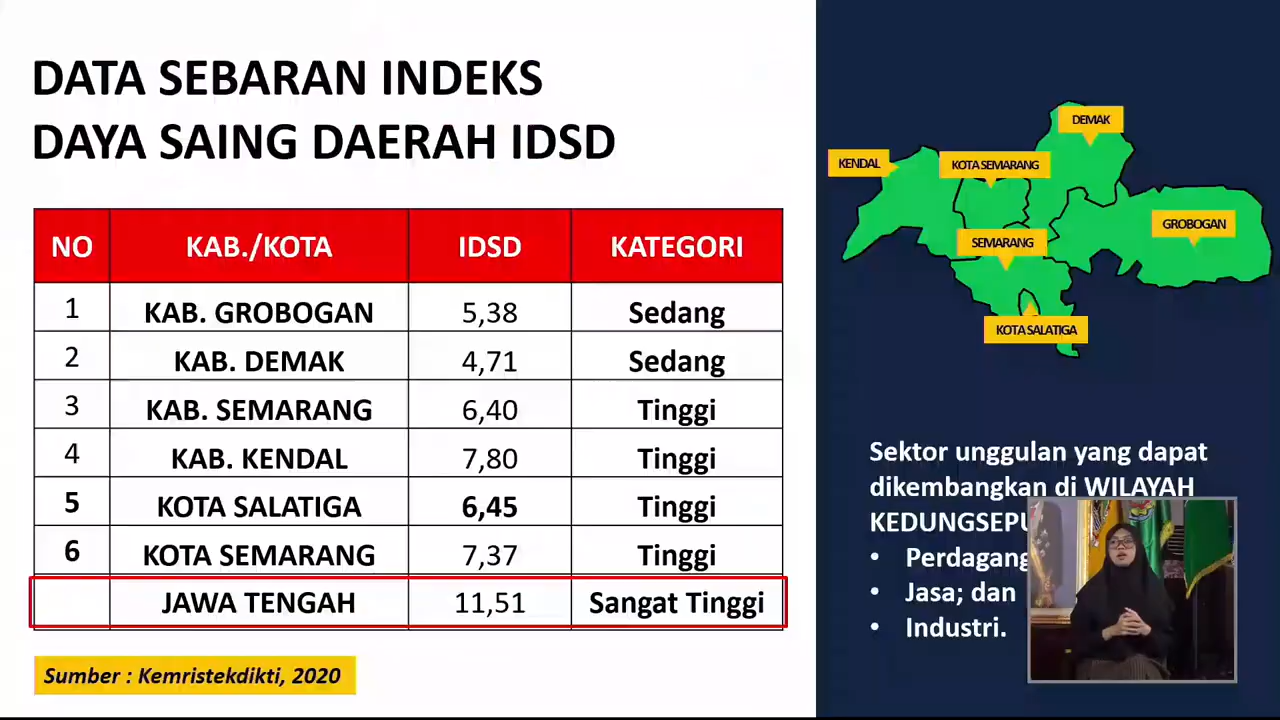 DATA SEBARAN INDEKS
DAYA SAING DAERAH IDSD
NO KAB./KOTA IDSD KATEGORI
1 KAB. GROBOGAN 5,38 Sedang
2 KAB. DEMAK 4,71 Sedang
3 KAB. SEMARANG 6,40 Tinggi
4 KAB. KENDAL 7,80 Tinggi
5 KOTA SALATIGA 6,45 Tinggi
6 KOTA SEMARANG 7,37 Tinggi
JAWA TENGAH 11,51 Sangat Tinggi
Sumber : Kemristekdikti, 2020
DEMAK
KENDAL
KOTA SEMARANG
GROBOGAN
SEMARANG
KOTA SALATIGA
Sektor unggulan yang dapat
dikembangkan di WILAYAH
• Jasa; dan
• Industri.